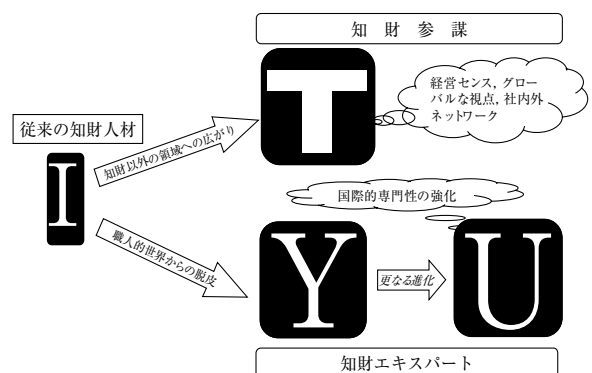 知財参謀
T
経営センス，グロー
バルな視点，社内外
ネットワーク
従来の知財人材
I
知財以外の領域への広がり
国際的専門性の強化
職人的世界からの脱皮
Y
更なる進化
U
知財エキスパート